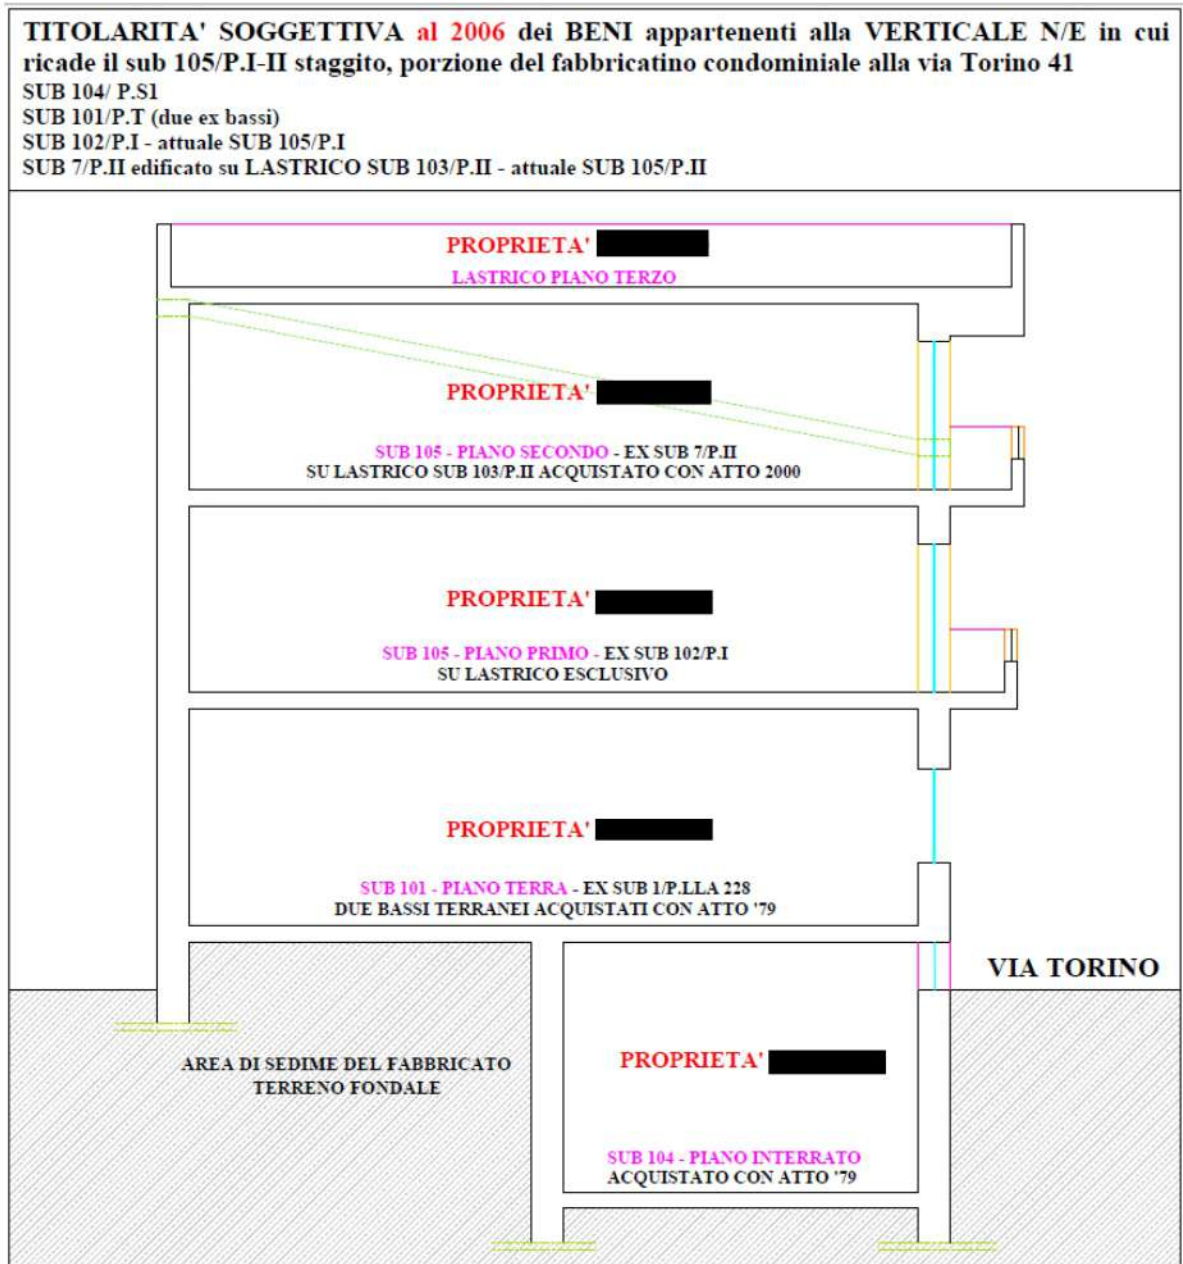 TITOLARITA' SOGGETTIVA al 2006 dei BENI appartenenti alla VERTICALE N/E in cui
ricade il sub 105/P.I-II staggito, porzione del fabbricatino condominiale alla via Torino 41
SUB 104/ P.S1
SUB 101/P.T (due ex bassi)
SUB 102/P.I - attuale SUB 105/P.I
SUB 7/P.II edificato su LASTRICO SUB 103/P.II - attuale SUB 105/P.II
PROPRIETA'
LASTRICO PIANO TERZO
PROPRIETA'
SUB 105 - PIANO SECONDO - EX SUB 7/P.II
SU LASTRICO SUB 103/P.II ACQUISTATO CON ATTO 2000
PROPRIETA'
SUB 105 - PIANO PRIMO - EX SUB 102/P.I
SU LASTRICO ESCLUSIVO
PROPRIETA'
SUB 101 - PIANO TERRA - EX SUB 1/P.LLA 228
DUE BASSI TERRANEI ACQUISTATI CON ATTO '79
VIA TORINO
AREA DI SEDIME DEL FABBRICATO
TERRENO FONDALE
PROPRIETA'
SUB 104 - PIANO INTERRATO
ACQUISTATO CON ATTO '79